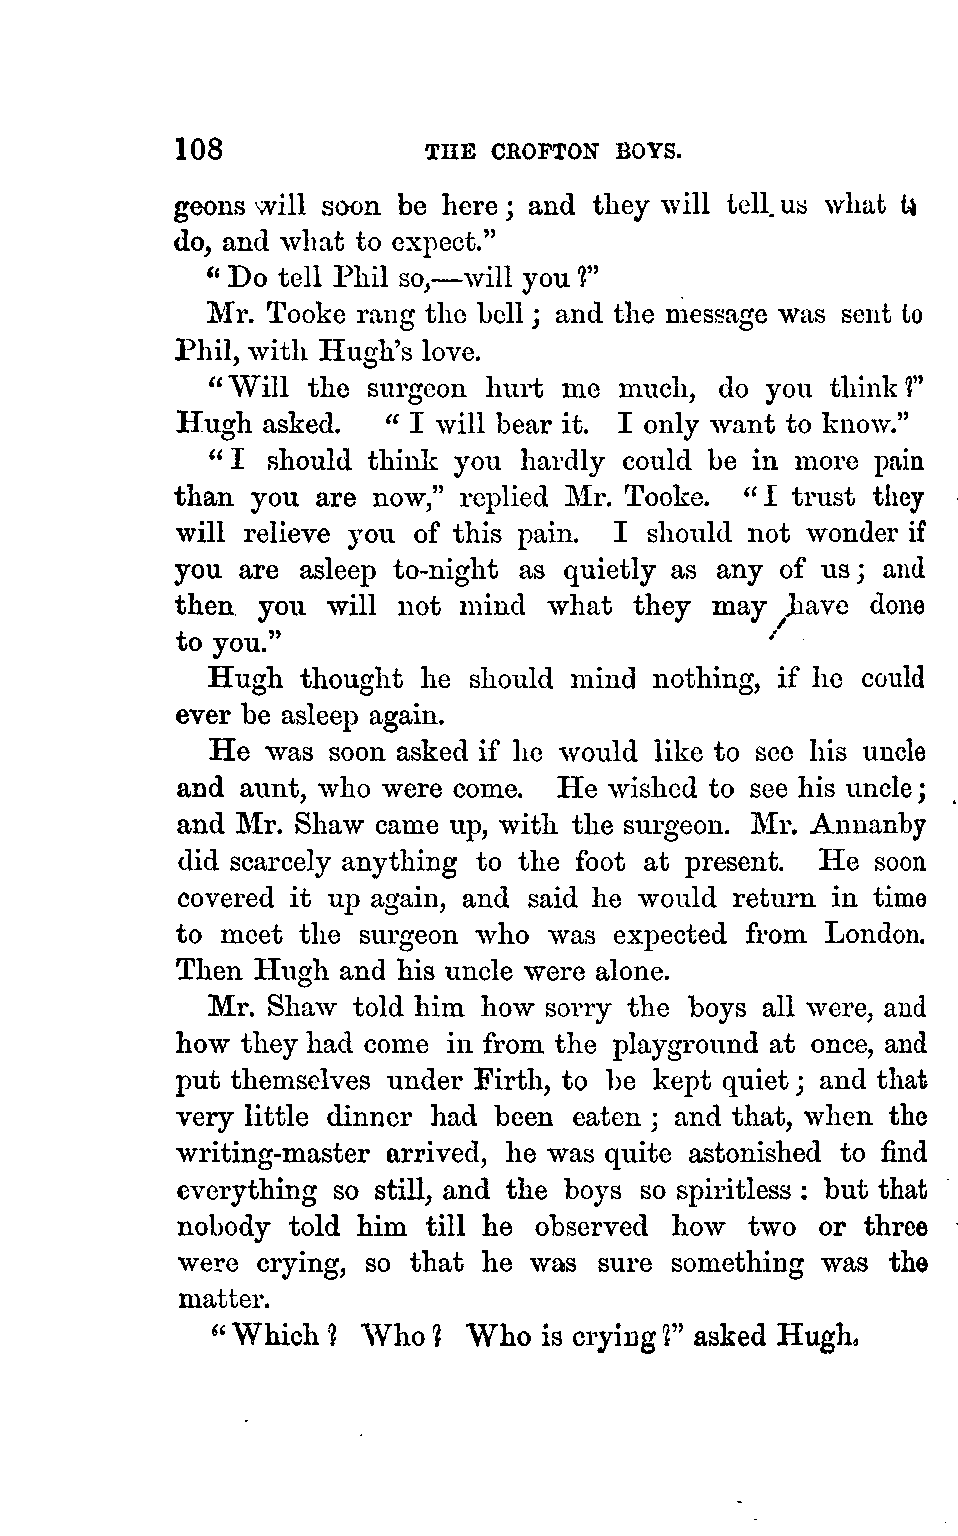 108 THE CROFTON BOYS.
geons will soon be here; and they will tell us what to
do, and what to expect."
"Do tell Phil so,—will you?"
Mr. Tooke rang the bell; and the message was sent to
Phil, with Hugh's love.
"Will the surgeon hurt me much, do you think?"
Hugh asked. "I will bear it. I only want to know."
"I should think you hardly could be in more pain
than you are now," replied Mr. Tooke. "I trust they
will relieve you of this pain. I should not wonder if
you are asleep to-night as quietly as any of us; and
then you will not mind what they may have done
to you."
Hugh thought he should mind nothing, if he could
ever be asleep again.
He was soon asked if he would like to see his uncle
and aunt, who were come. He wished to see his uncle;
and Mr. Shaw came up, with the surgeon. Mr. Annanby
did scarcely anything to the foot at present. He soon
covered it up again, and said he would return in time
to meet the surgeon who was expected from London.
Then Hugh and his uncle were alone.
Mr. Shaw told him how sorry the boys all were, and
how they had come in from the playground at once, and
put themselves under Firth, to be kept quiet; and that
very little dinner had been eaten; and that, when the
writing-master arrived, he was quite astonished to find
everything so still, and the boys so spiritless: but that
nobody told him till he observed how two or three
were crying, so that he was sure something was the
matter.
"Which? Who? Who is crying?" asked Hugh.